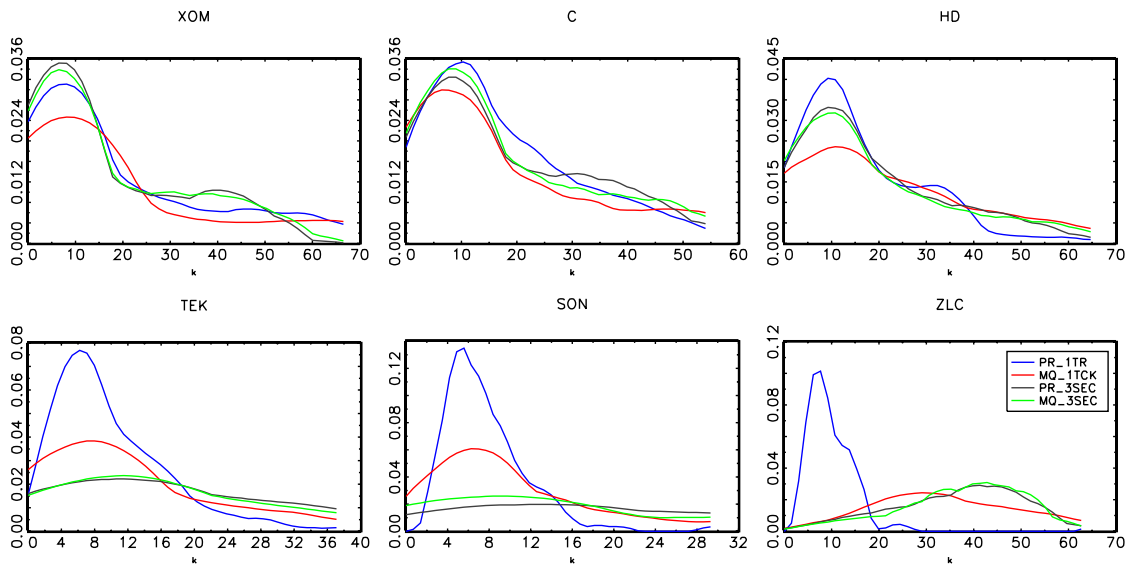 XOM
0.000 0.012 0.024 0.036
0 10 20 30 40 50 60 70
k
C
0.000 0.012 0.024 0.036
0 10 20 30 40 50 60
k
HD
0.000 0.015 0.030 0.045
0 10 20 30 40 50 60 70
k
TEK
0.00 0.02 0.04 0.06 0.08
0 4 8 12 16 20 24 28 32 36 40
k
SON
0.00 0.04 0.08 0.12
0 4 8 12 16 20 24 28 32
k
ZLC
0.00 0.04 0.08 0.12
0 10 20 30 40 50 60 70
k
PR_1TR
MQ_1TCK
PR_3SEC
MQ_3SEC